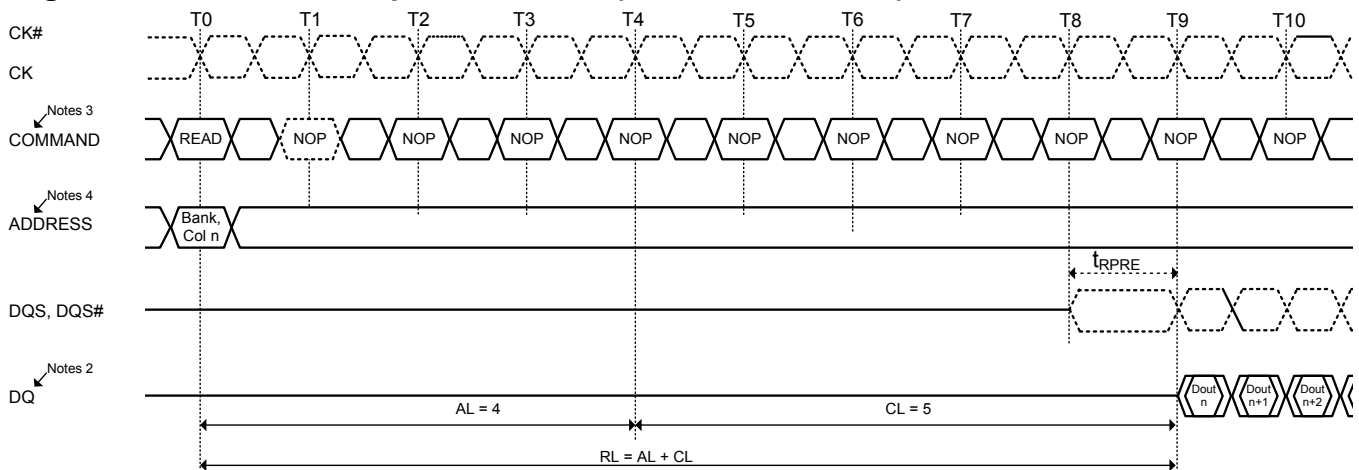 T0 T1 T2 T3 T4 T5 T6 T7 T8 T9 T10
CK#
CK
Notes 3
COMMAND
READ NOP NOP NOP NOP NOP NOP NOP NOP NOP NOP
Notes 4
ADDRESS
Bank,
Col n
tRPRE
DQS, DQS#
Notes 2
DQ
Dout
n
Dout
n+1
Dout
n+2
AL = 4
CL = 5
RL = AL + CL